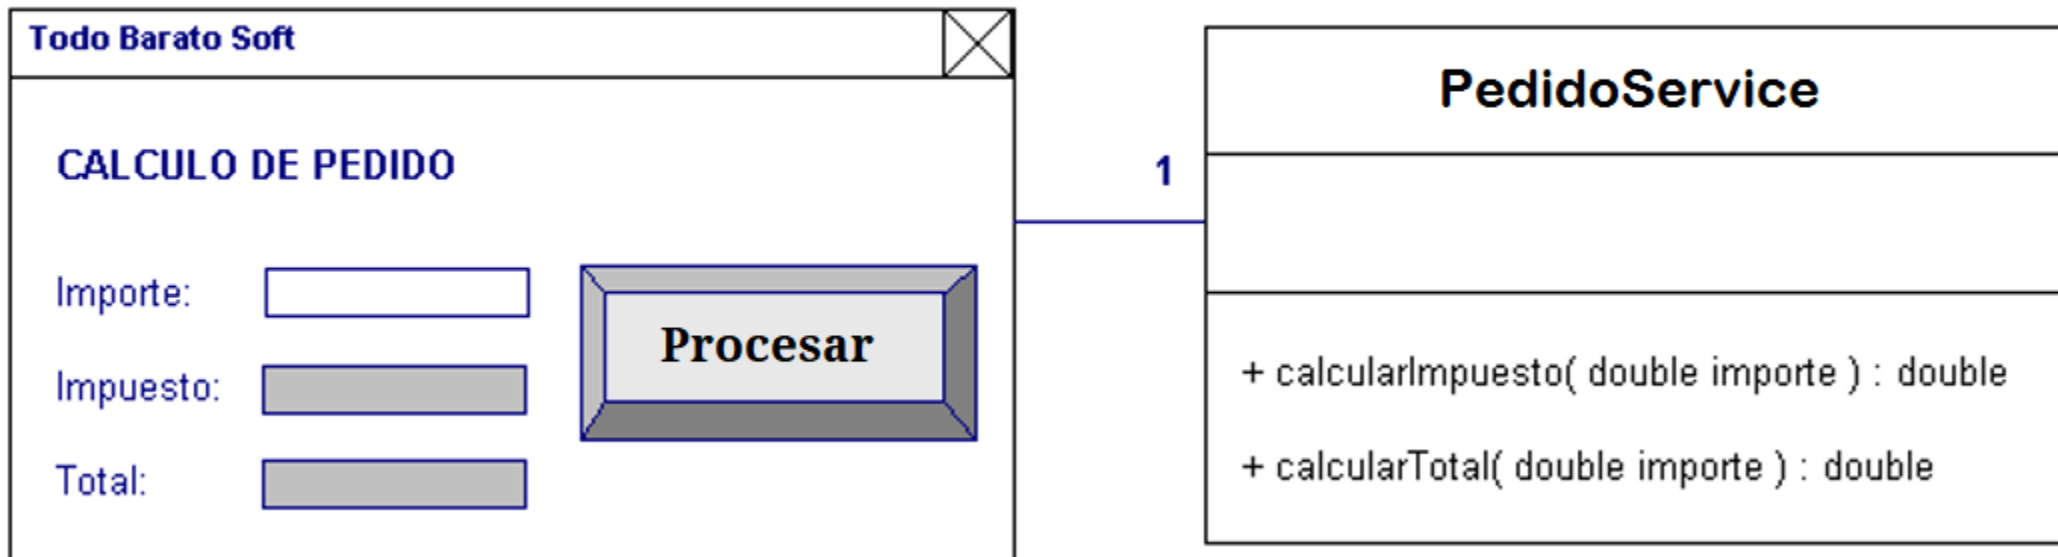 Todo Barato Soft
CALCULO DE PEDIDO
Importe:
Impuesto:
Total:
Procesar
1
PedidoService
+ calcularImpuesto( double importe ) : double
+ calcularTotal( double importe ) : double